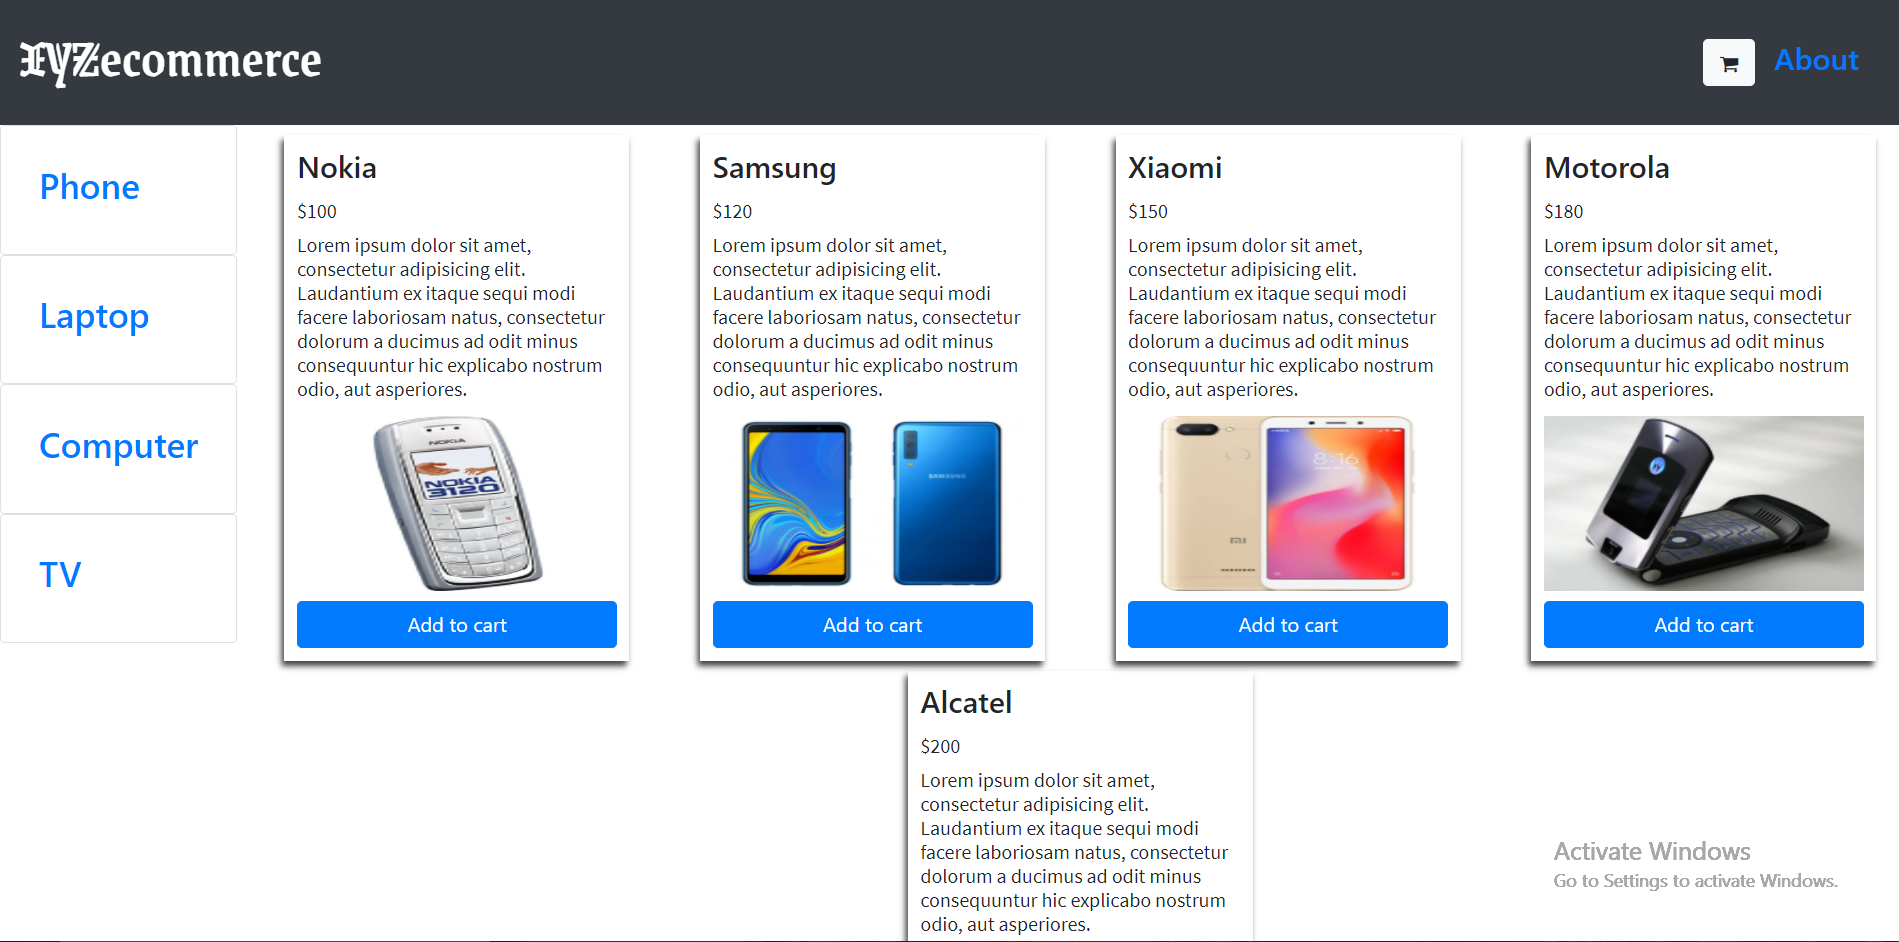 XYZecommerce
About
Phone
Laptop
Computer
TV
Nokia
$100
Lorem ipsum dolor sit amet,
consectetur adipisicing elit.
Laudantium ex itaque sequi modi
facere laboriosam natus, consectetur
dolorum a ducimus ad odit minus
consequuntur hic explicabo nostrum
odio, aut asperiores.
NOKIA
NOKIA
3120
Add to cart
Samsung
$120
Lorem ipsum dolor sit amet,
consectetur adipisicing elit.
Laudantium ex itaque sequi modi
facere laboriosam natus, consectetur
dolorum a ducimus ad odit minus
consequuntur hic explicabo nostrum
odio, aut asperiores.
SAMSUNG
Add to cart
Xiaomi
$150
Lorem ipsum dolor sit amet,
consectetur adipisicing elit.
Laudantium ex itaque sequi modi
facere laboriosam natus, consectetur
dolorum a ducimus ad odit minus
consequuntur hic explicabo nostrum
odio, aut asperiores.
8:16
MI
Add to cart
Motorola
$180
Lorem ipsum dolor sit amet,
consectetur adipisicing elit.
Laudantium ex itaque sequi modi
facere laboriosam natus, consectetur
dolorum a ducimus ad odit minus
consequuntur hic explicabo nostrum
odio, aut asperiores.
Add to cart
Alcatel
$200
Lorem ipsum dolor sit amet,
consectetur adipisicing elit.
Laudantium ex itaque sequi modi
facere laboriosam natus, consectetur
dolorum a ducimus ad odit minus
consequuntur hic explicabo nostrum
odio, aut asperiores.
Activate Windows
Go to Settings to activate Windows.